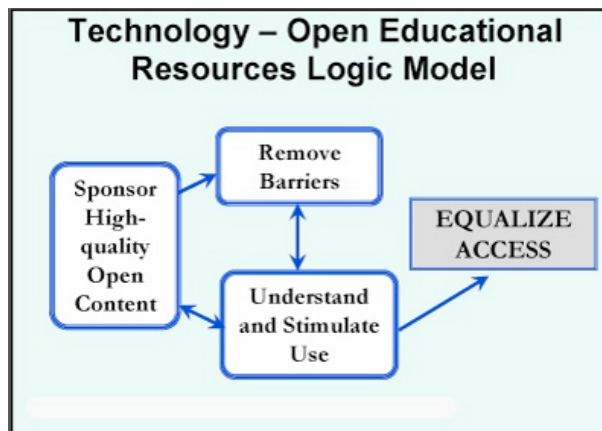 Technology – Open Educational
Resources Logic Model
Remove
Barriers
Sponsor
High-
quality
Open
Content
EQUALIZE
ACCESS
Understand
and Stimulate
Use